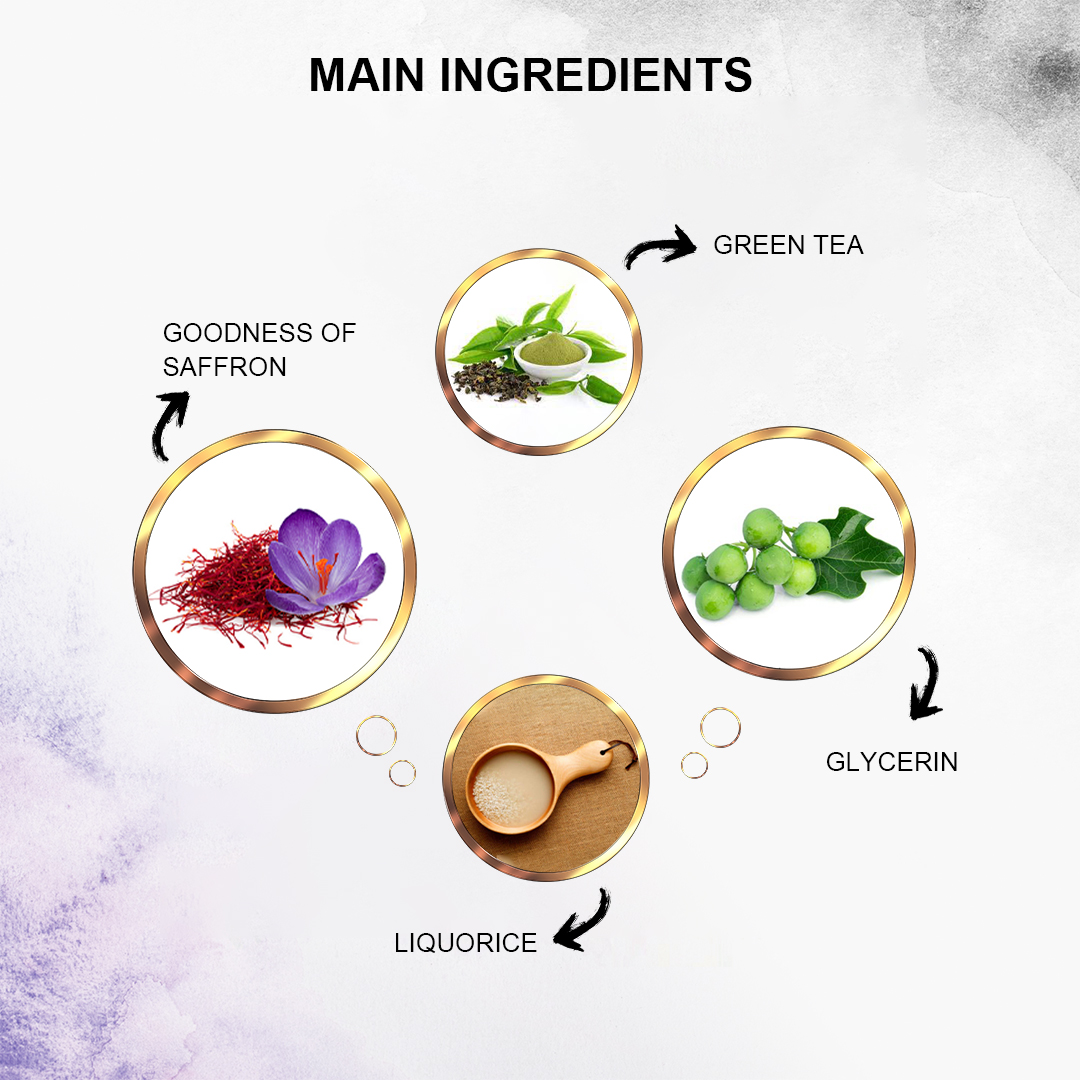 MAIN INGREDIENTS
GREEN TEA
GOODNESS OF
SAFFRON
GLYCERIN
LIQUORICE